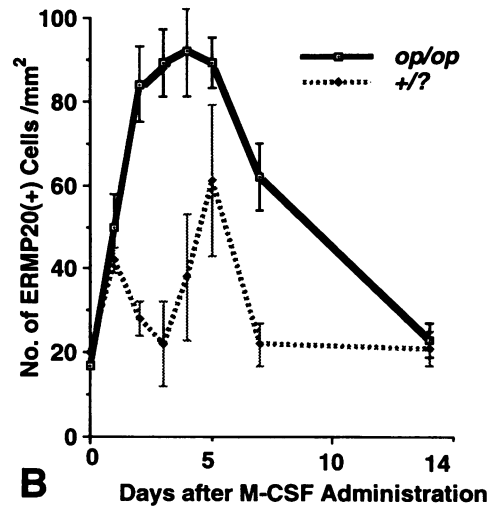 No. of ERMP20(+) Cells /mm²
100
80
60
40
20
0
op/op
+/?
0
5
10
14
Days after M-CSF Administration
B